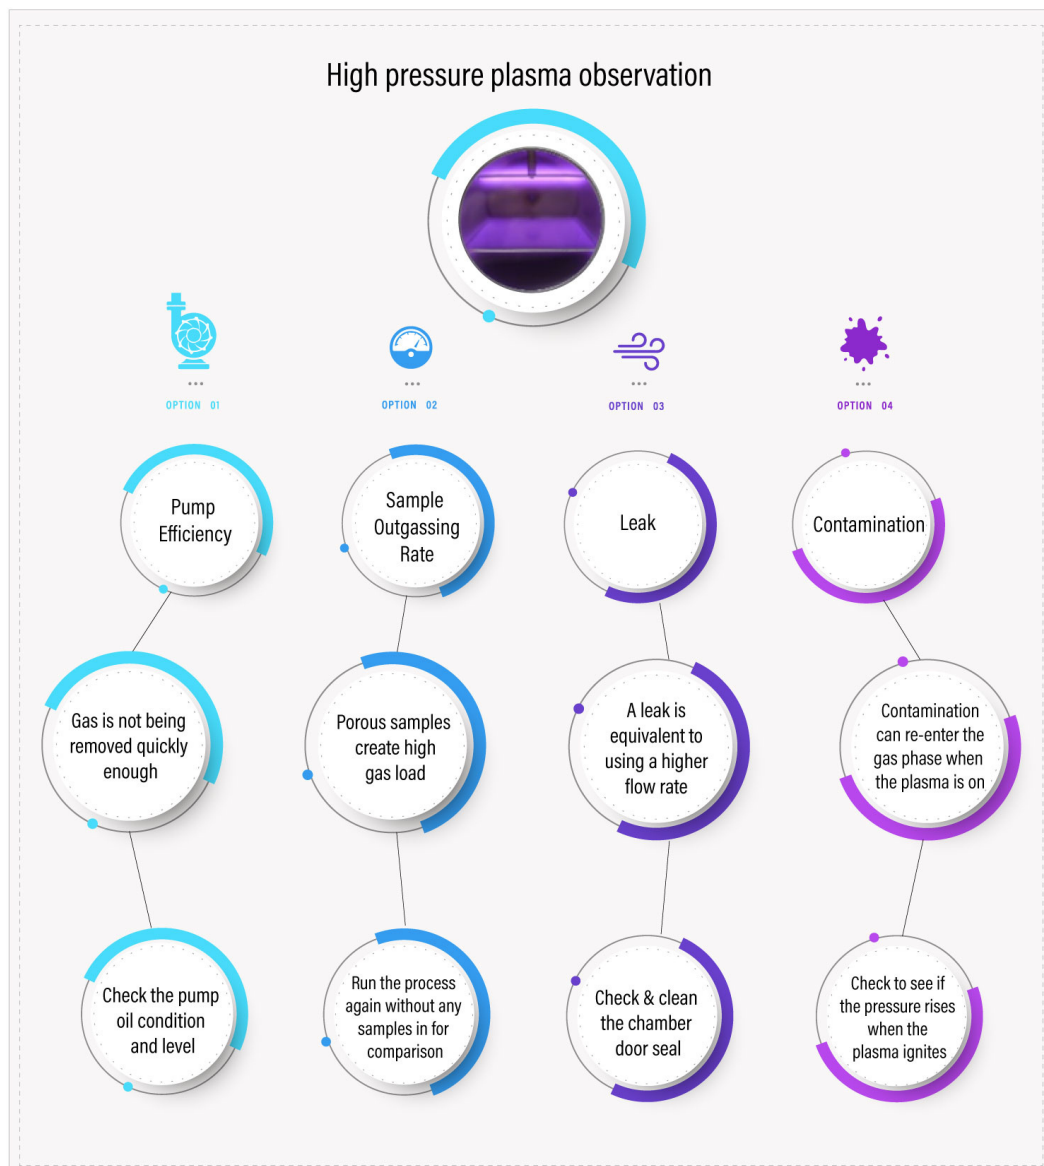 High pressure plasma observation
OPTION 01
OPTION 02
OPTION 03
OPTION 04
Pump
Efficiency
Sample
Outgassing
Rate
Leak
Contamination
Gas is not being
removed quickly
enough
Porous samples
create high
gas load
A leak is
equivalent to
using a higher
flow rate
Contamination
can re-enter the
gas phase when
the plasma is on
Check the pump
oil condition
and level
Run the process
again without any
samples in for
comparison
Check & clean
the chamber
door seal
Check to see if
the pressure rises
when the
plasma ignites